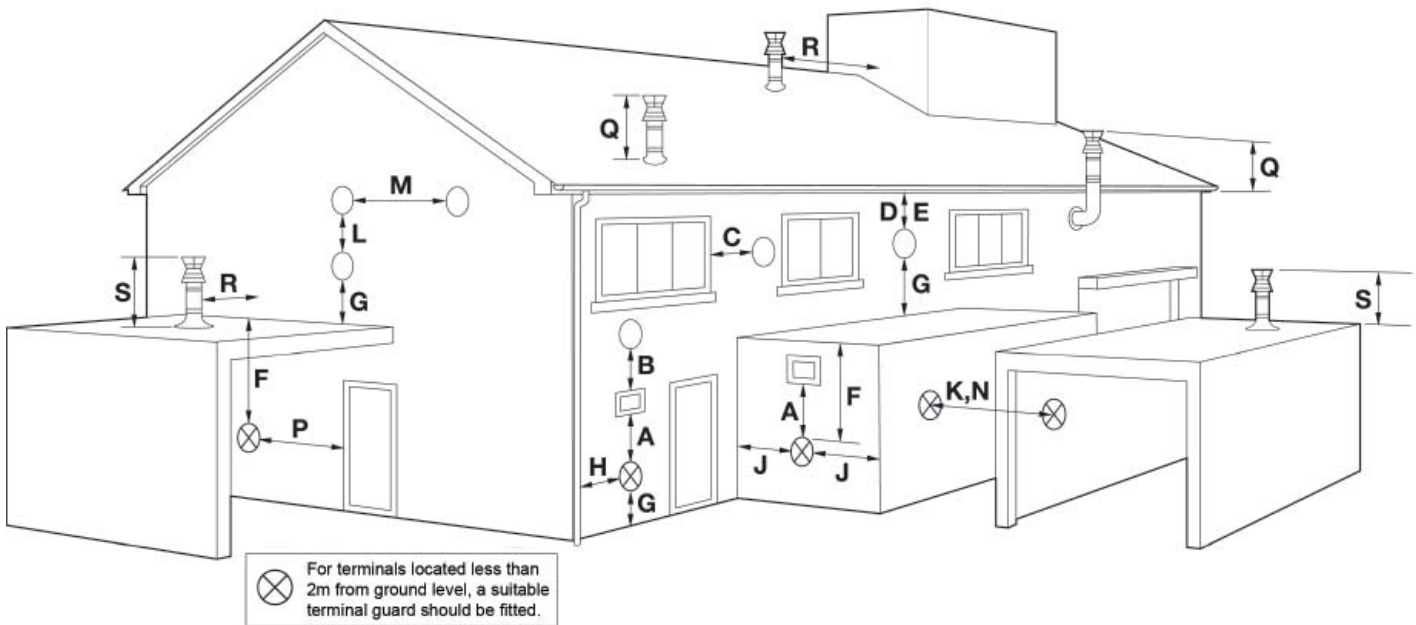 R
Q
Q
M
D E
C
L
S
R
G
G
S
F
B
F
K,N
A
A
P
J
J
H
G
For terminals located less than
2m from ground level, a suitable
terminal guard should be fitted.